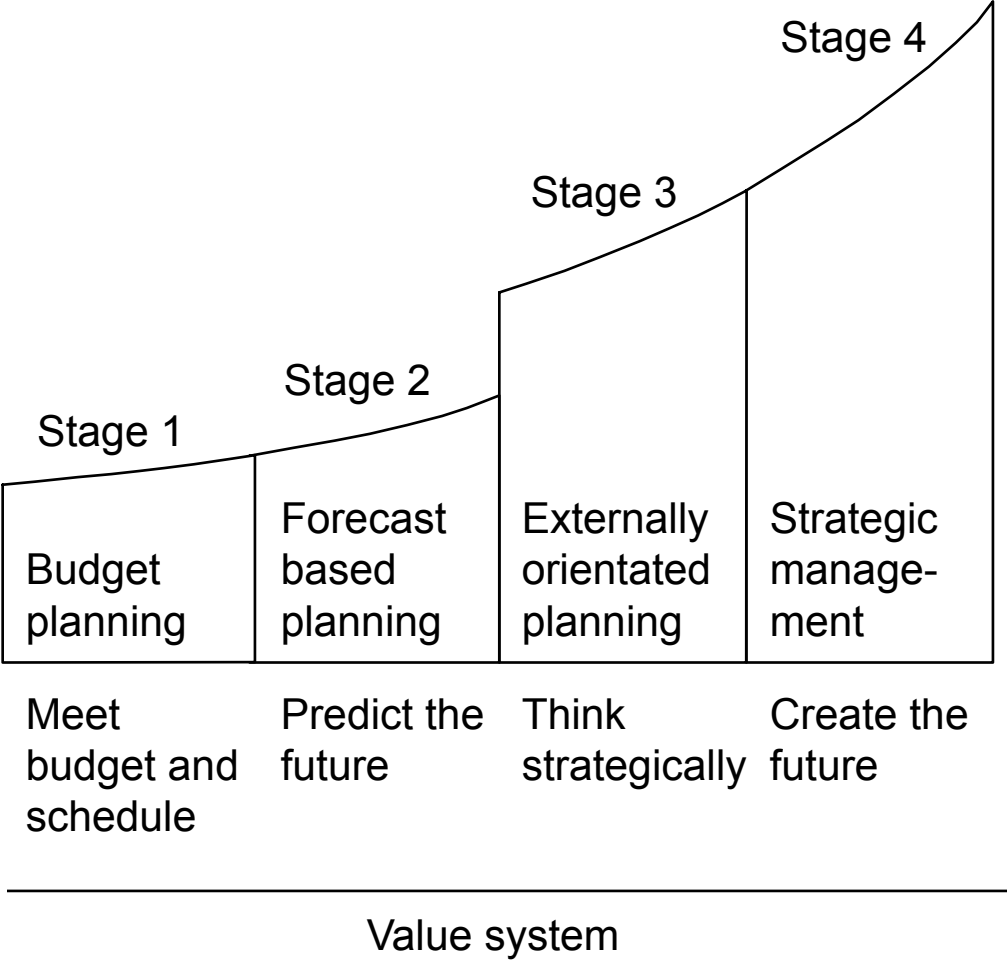 Stage 1
Stage 2
Stage 3
Stage 4
Budget
planning
Forecast
based
planning
Externally
orientated
planning
Strategic
manage-
ment
Meet
budget and
schedule
Predict the
future
Think
strategically
Create the
future
Value system